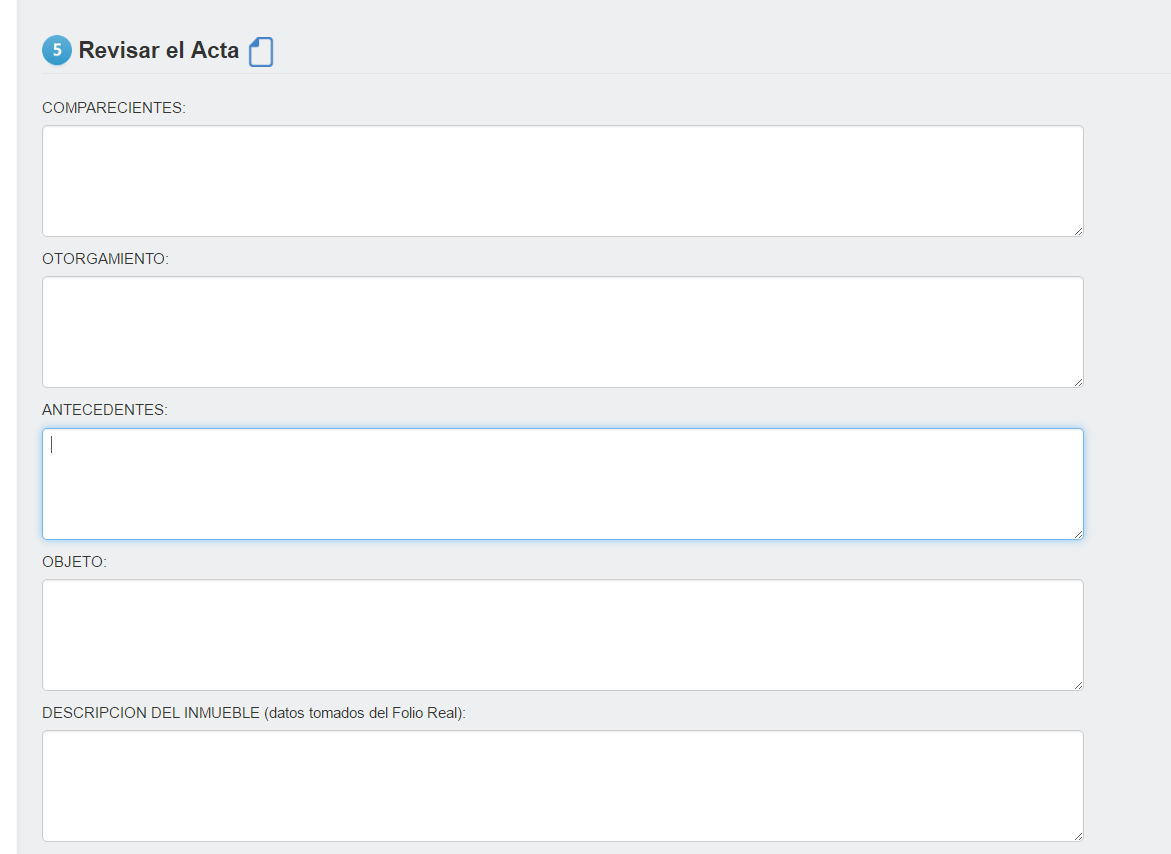 5 Revisar el Acta
COMPARECIENTES:
OTORGAMIENTO:
ANTECEDENTES:
OBJETO:
DESCRIPCION DEL INMUEBLE (datos tomados del Folio Real):